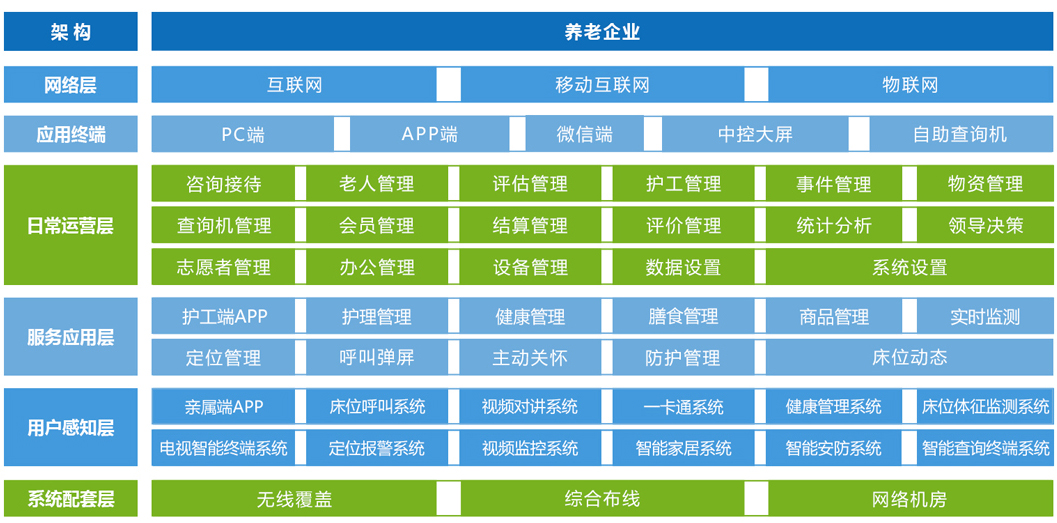 架 构 养老企业
网络层 互联网 移动互联网 物联网
应用终端 PC端 APP端 微信端 中控大屏 自助查询机
日常运营层
咨询接待 老人管理 评估管理 护工管理 事件管理 物资管理
查询机管理 会员管理 结算管理 评价管理 统计分析 领导决策
志愿者管理 办公管理 设备管理 数据设置 系统设置
服务应用层
护工端APP 护理管理 健康管理 膳食管理 商品管理 实时监测
定位管理 呼叫弹屏 主动关怀 防护管理 床位动态
用户感知层
亲属端APP 床位呼叫系统 视频对讲系统 一卡通系统 健康管理系统 床位体征监测系统
电视智能终端系统 定位报警系统 视频监控系统 智能家居系统 智能安防系统 智能查询终端系统
系统配套层 无线覆盖 综合布线 网络机房